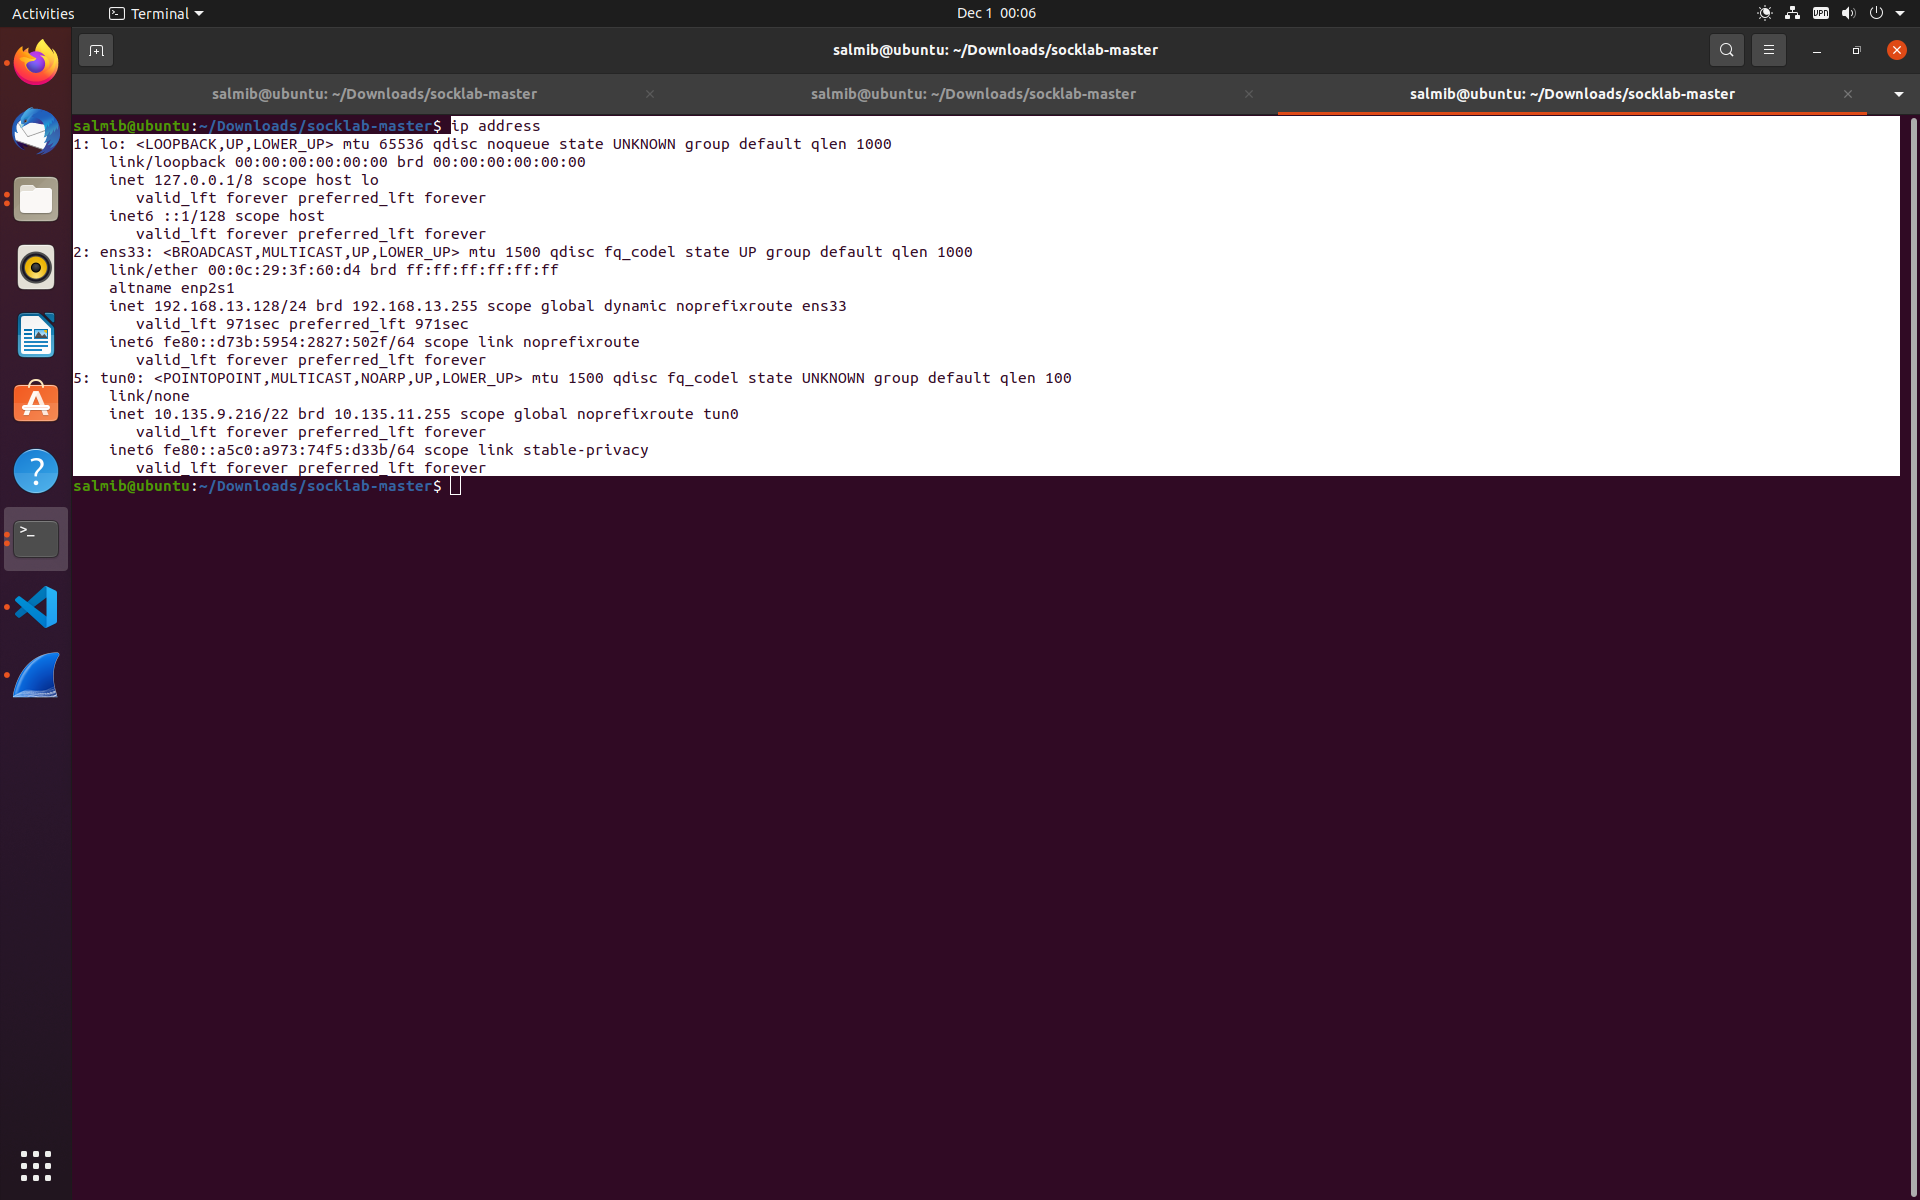 Activities
Terminal
Dec 1 00:06
VPN
salmib@ubuntu: ~/Downloads/socklab-master
salmib@ubuntu: ~/Downloads/socklab-master
salmib@ubuntu: ~/Downloads/socklab-master
salmib@ubuntu: ~/Downloads/socklab-master
salmib@ubuntu:~/Downloads/socklab-master$ ip address
1: lo: <LOOPBACK,UP,LOWER_UP> mtu 65536 qdisc noqueue state UNKNOWN group default qlen 1000
    link/loopback 00:00:00:00:00:00 brd 00:00:00:00:00:00
    inet 127.0.0.1/8 scope host lo
       valid_lft forever preferred_lft forever
    inet6 ::1/128 scope host
       valid_lft forever preferred_lft forever
2: ens33: <BROADCAST,MULTICAST,UP,LOWER_UP> mtu 1500 qdisc fq_codel state UP group default qlen 1000
    link/ether 00:0c:29:3f:60:d4 brd ff:ff:ff:ff:ff:ff
    altname enp2s1
    inet 192.168.13.128/24 brd 192.168.13.255 scope global dynamic noprefixroute ens33
       valid_lft 971sec preferred_lft 971sec
    inet6 fe80::d73b:5954:2827:502f/64 scope link noprefixroute
       valid_lft forever preferred_lft forever
5: tun0: <POINTOPOINT,MULTICAST,NOARP,UP,LOWER_UP> mtu 1500 qdisc fq_codel state UNKNOWN group default qlen 100
    link/none
    inet 10.135.9.216/22 brd 10.135.11.255 scope global noprefixroute tun0
       valid_lft forever preferred_lft forever
    inet6 fe80::a5c0:a973:74f5:d33b/64 scope link stable-privacy
       valid_lft forever preferred_lft forever
salmib@ubuntu:~/Downloads/socklab-master$